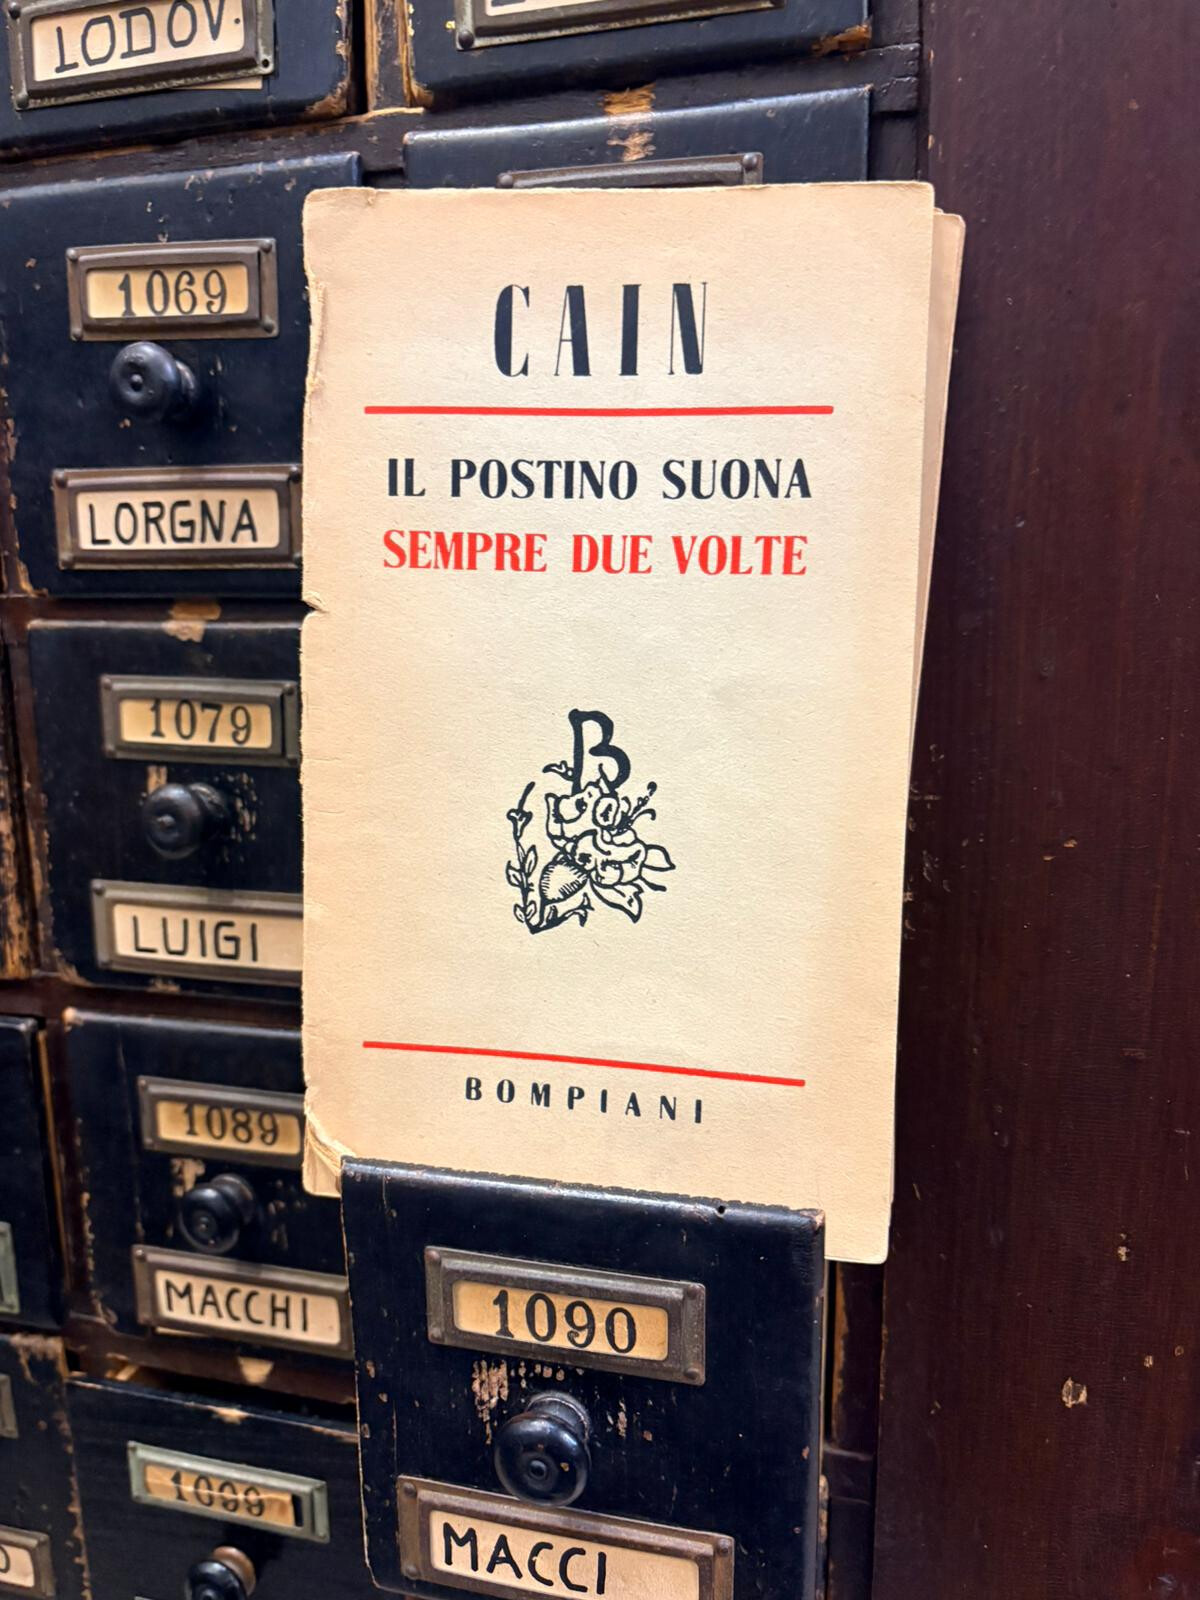 LODOV.
1069
LORGNA
1079
LUIGI
1089
MACCHI
1099
CAIN
IL POSTINO SUONA
SEMPRE DUE VOLTE
B
BOMPIANI
1090
MACCI